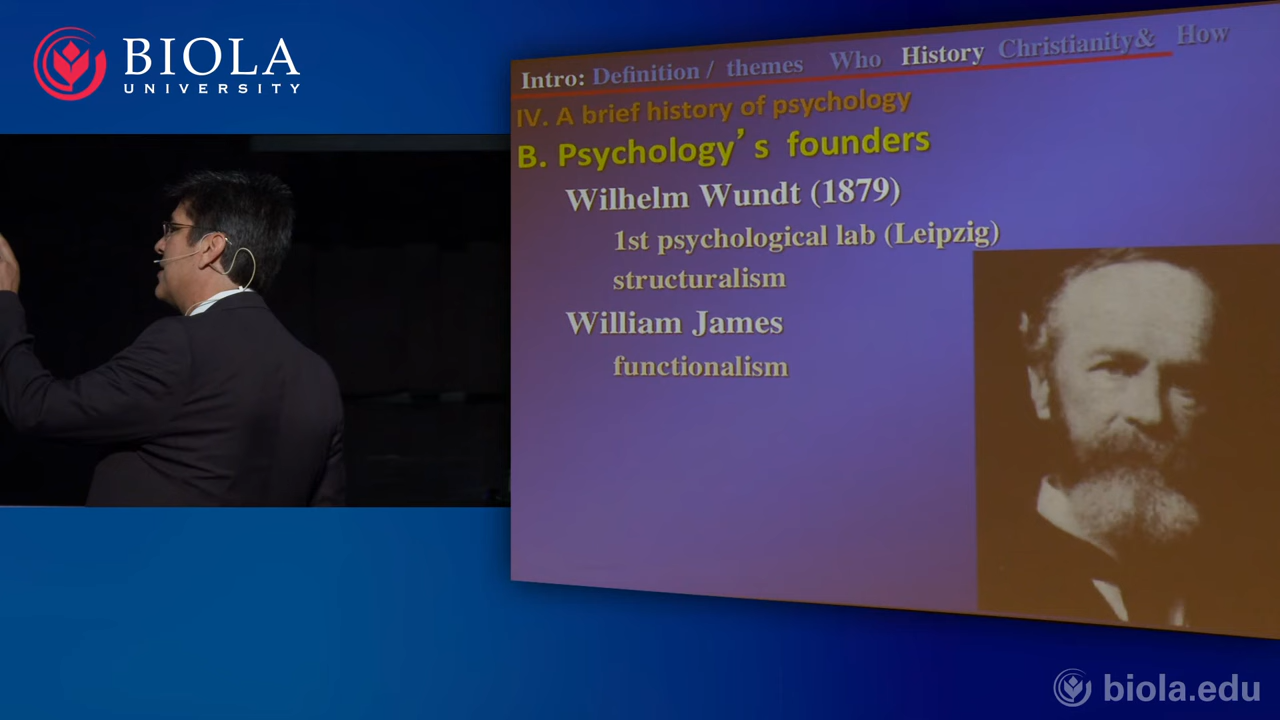 BIOLA
UNIVERSITY
Intro: Definition / themes Who History Christianity& How
IV. A brief history of psychology
B. Psychology's founders
Wilhelm Wundt (1879)
1st psychological lab (Leipzig)
structuralism
William James
functionalism
biola.edu